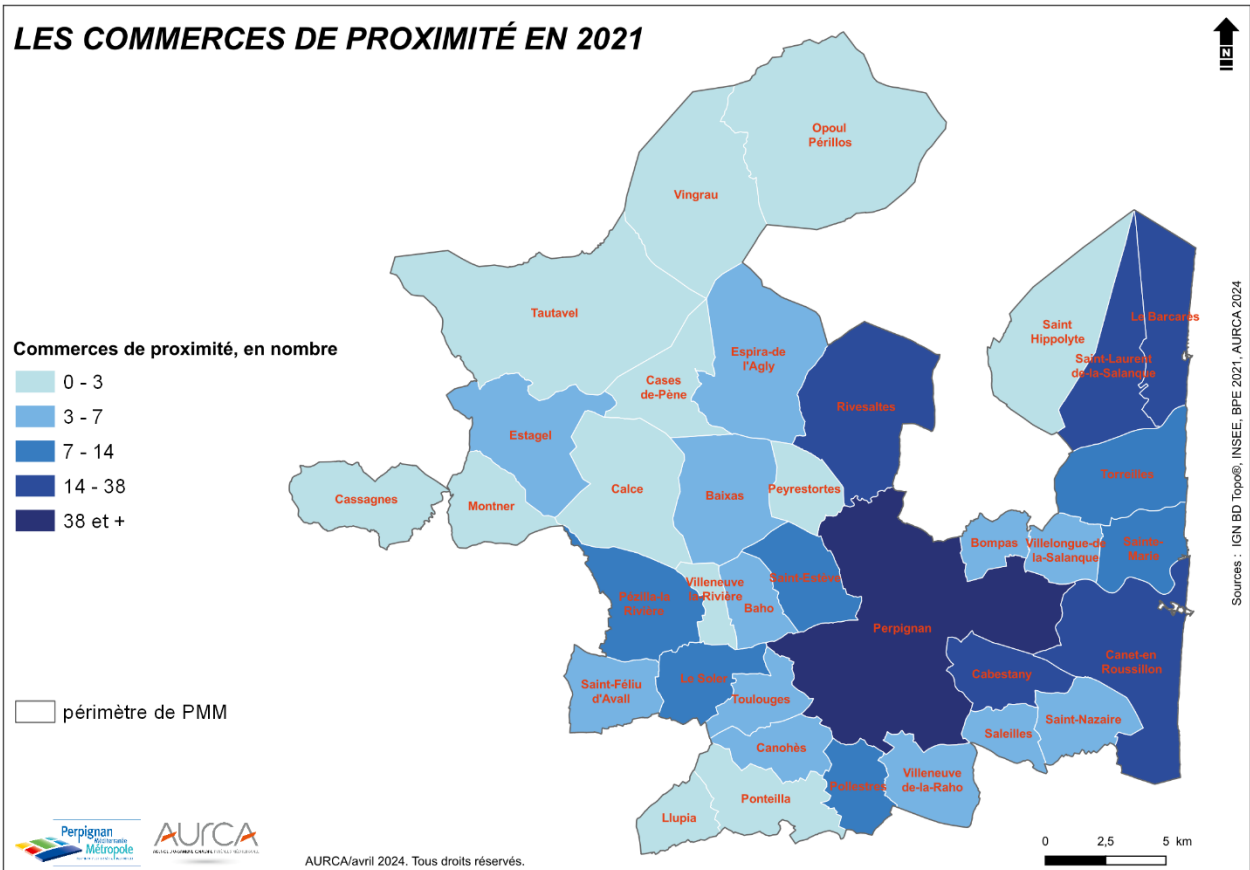 LES COMMERCES DE PROXIMITÉ EN 2021
N
Opoul
Périllos
Vingrau
Tautavel
Saint
Hippolyte
Le Barcares
Saint-Laurent
de-la-Salanque
Espira-de
l'Agly
Cases
de-Pène
Rivesaltes
Estagel
Torreilles
Cassagnes
Montner
Calce
Baixas
Peyrestortes
Bompas
Villelongue-de
la-Salanque
Sainte-
Marie
Villeneuve
la-Rivière
Saint-Estève
Pézilla-la
Rivière
Baho
Perpignan
Canet-en
Roussillon
Cabestany
Saint-Féliu
d'Avall
Le Soler
Toulouges
Saint-Nazaire
Saleilles
Canohès
Villeneuve
de-la-Raho
Pollestres
Ponteilla
Llupia
Commerces de proximité, en nombre
0 - 3
3 - 7
7 - 14
14 - 38
38 et +
périmètre de PMM
Sources : IGN BD Topo®, INSEE, BPE 2021, AURCA 2024
Perpignan
Méditerranée
Métropole
AURCA
AURCA/avril 2024. Tous droits réservés.
0 2,5 5 km